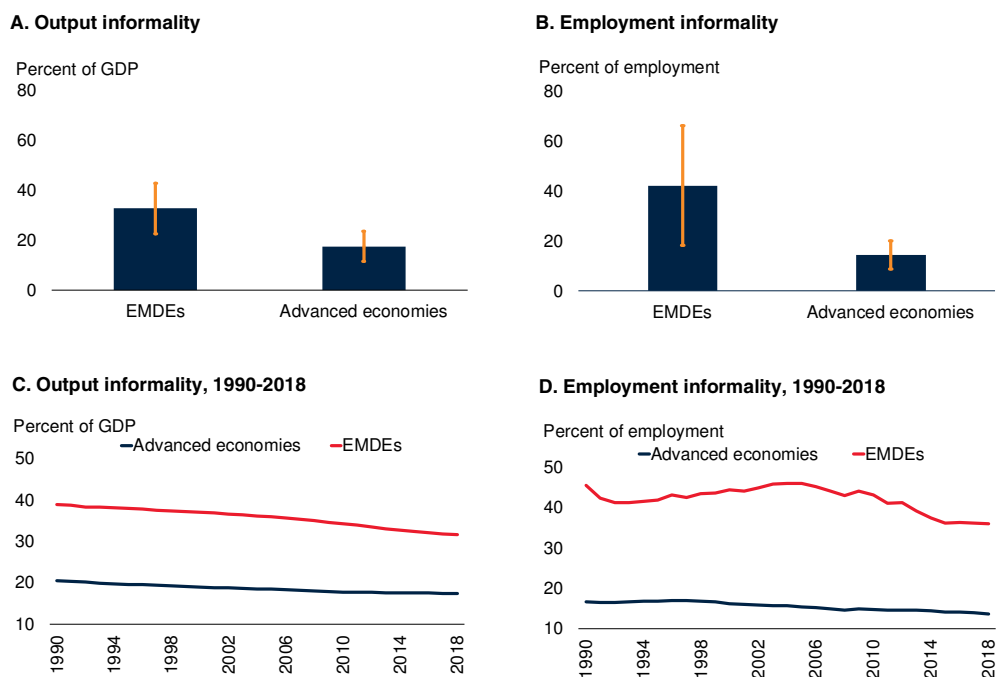 A. Output informality
Percent of GDP
80
60
40
20
0
EMDEs Advanced economies
B. Employment informality
Percent of employment
80
60
40
20
0
EMDEs Advanced economies
C. Output informality, 1990-2018
Percent of GDP
Advanced economies EMDEs
50
40
30
20
10
1990 1994 1998 2002 2006 2010 2014 2018
D. Employment informality, 1990-2018
Percent of employment
Advanced economies EMDEs
50
40
30
20
10
1990 1994 1998 2002 2006 2010 2014 2018